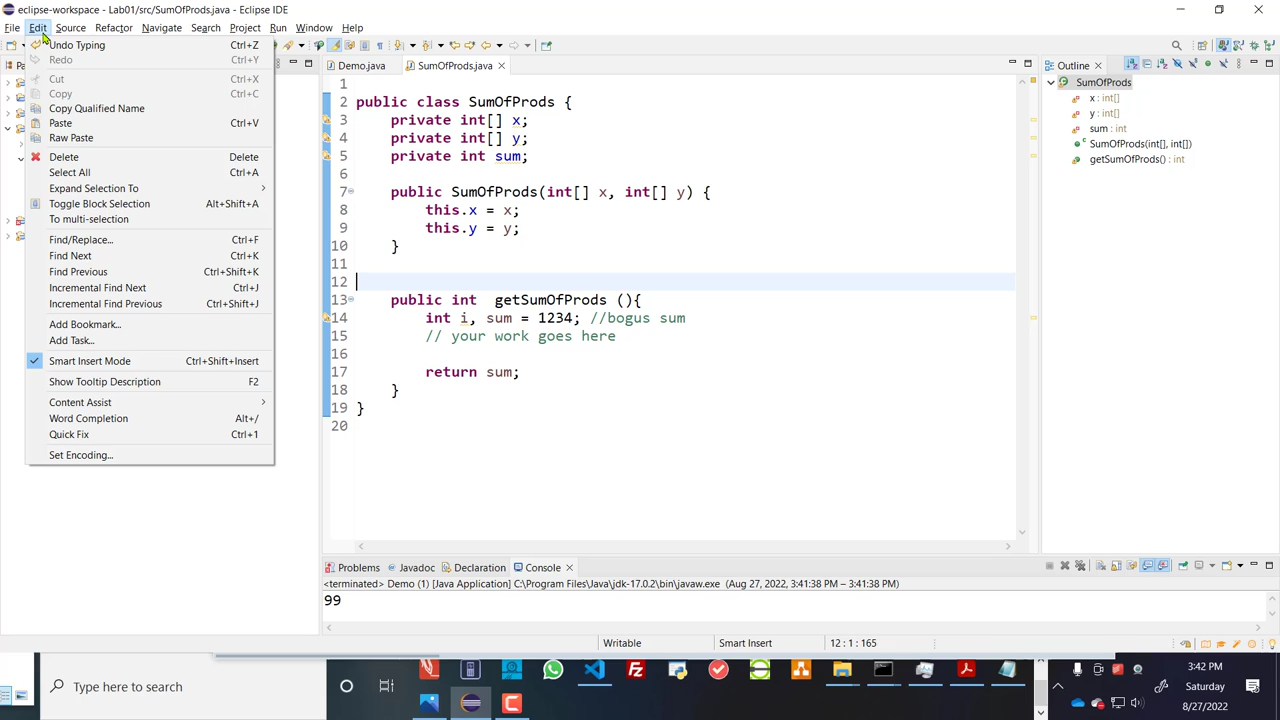 eclipse-workspace - Lab01/src/SumOfProds.java - Eclipse IDE
File Edit Source Refactor Navigate Search Project Run Window Help
Undo Typing Ctrl+Z
Redo Ctrl+Y
Cut Ctrl+X
Copy Ctrl+C
Copy Qualified Name
Paste Ctrl+V
Raw Paste
Delete Delete
Select All Ctrl+A
Expand Selection To
Toggle Block Selection Alt+Shift+A
To multi-selection
Find/Replace... Ctrl+F
Find Next Ctrl+K
Find Previous Ctrl+Shift+K
Incremental Find Next Ctrl+J
Incremental Find Previous Ctrl+Shift+J
Add Bookmark...
Add Task...
Smart Insert Mode Ctrl+Shift+Insert
Show Tooltip Description F2
Content Assist
Word Completion Alt+/
Quick Fix Ctrl+1
Set Encoding...
Demo.java SumOfProds.java
1
2 public class SumOfProds {
3 private int[] x;
4 private int[] y;
5 private int sum;
6
7 public SumOfProds(int[] x, int[] y) {
8 this.x = x;
9 this.y = y;
10 }
11
12
13 public int  getSumOfProds (){
14 int i, sum = 1234; //bogus sum
15 // your work goes here
16
17 return sum;
18 }
19 }
20
Outline
SumOfProds
x : int[]
y : int[]
sum : int
SumOfProds(int[], int[])
getSumOfProds() : int
Problems Javadoc Declaration Console
<terminated> Demo (1) [Java Application] C:\Program Files\Java\jdk-17.0.2\bin\javaw.exe (Aug 27, 2022, 3:41:38 PM – 3:41:38 PM)
99
Writable Smart Insert 12 : 1 : 165
Type here to search
3:42 PM
Saturday
8/27/2022